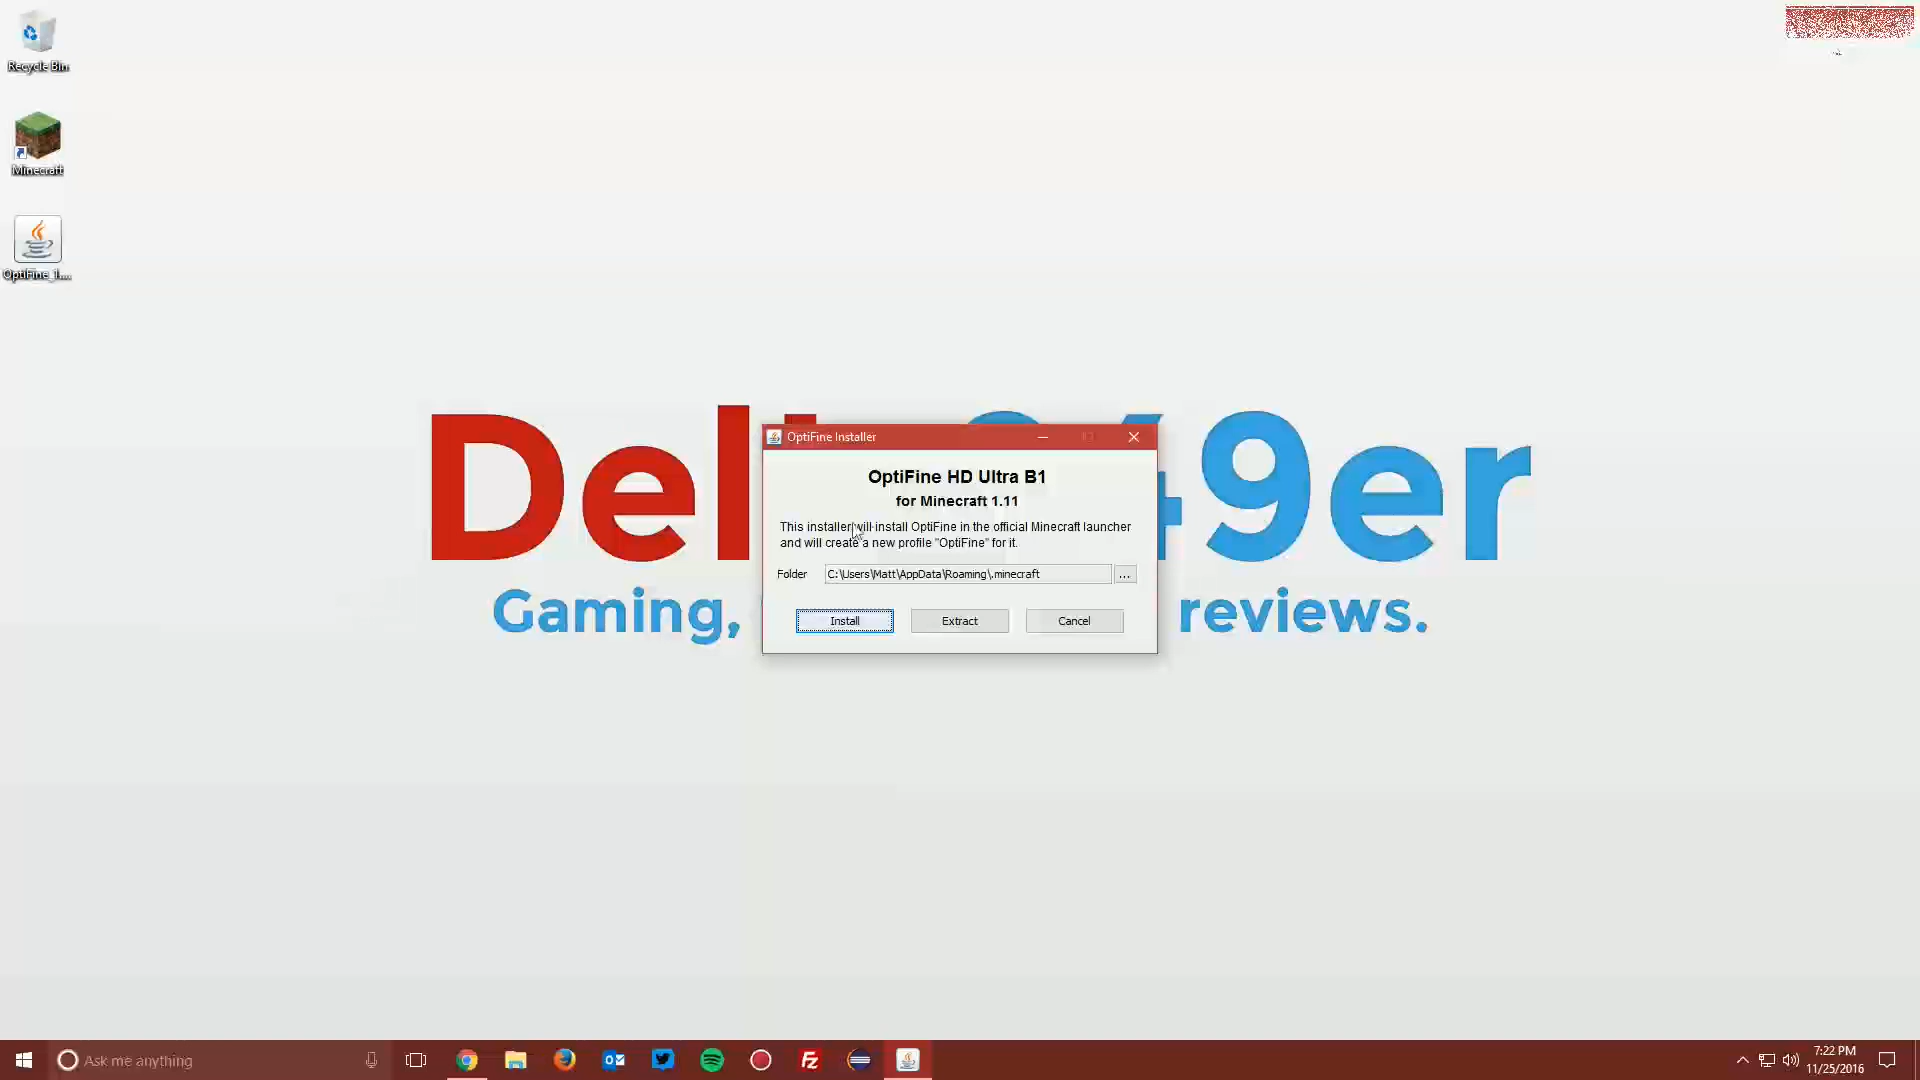 Recycle Bin
Minecraft
OptiFine_1....
Del
49er
Gaming,
reviews.
OptiFine Installer
OptiFine HD Ultra B1
for Minecraft 1.11
This installer will install OptiFine in the official Minecraft launcher
and will create a new profile "OptiFine" for it.
Folder
C:\Users\Matt\AppData\Roaming\.minecraft
...
Install
Extract
Cancel
Ask me anything
7:22 PM
11/25/2016